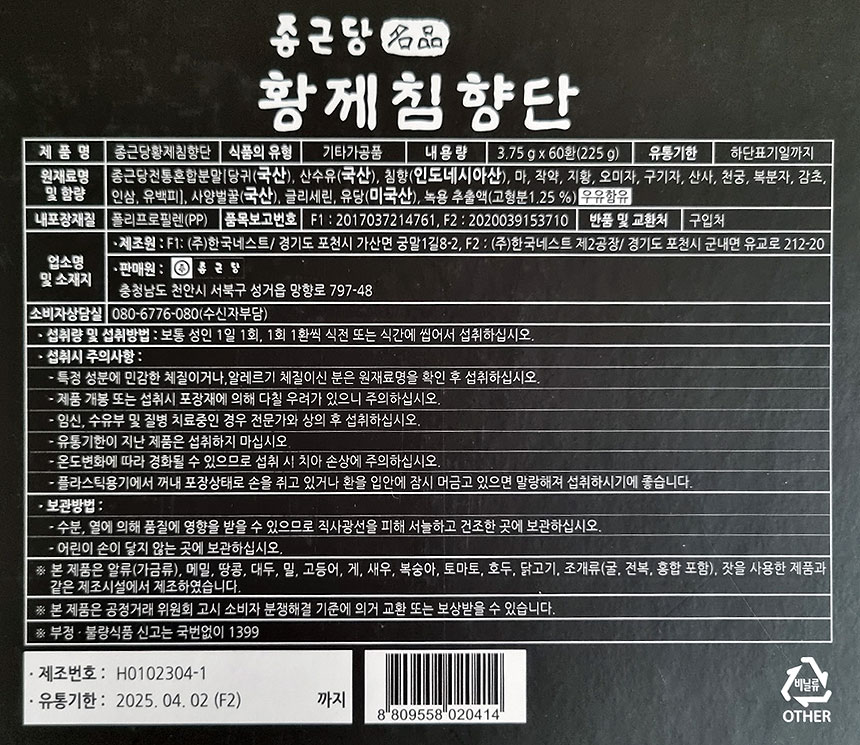 종근당 名品
황제침향단
제 품 명 종근당황제침향단 식품의 유형 기타가공품 내 용 량 3.75 g x 60환(225 g) 유통기한 하단표기일까지
원재료명 및 함량 종근당전통혼합분말[당귀(국산), 산수유(국산), 침향(인도네시아산), 마, 작약, 지황, 오미자, 구기자, 산사, 천궁, 복분자, 감초,
인삼, 유백피], 사양벌꿀(국산), 글리세린, 유당(미국산), 녹용 추출액(고형분1.25 %) 우유함유
내포장재질 폴리프로필렌(PP) 품목보고번호 F1 : 2017037214761, F2 : 2020039153710 반품 및 교환처 구입처
업소명 및 소재지 · 제조원 : F1: (주)한국네스트/ 경기도 포천시 가산면 궁말1길8-2, F2 : (주)한국네스트 제2공장/ 경기도 포천시 군내면 유교로 212-20
· 판매원 : 종근당
충청남도 천안시 서북구 성거읍 망향로 797-48
소비자상담실 080-6776-080(수신자부담)
· 섭취량 및 섭취방법 : 보통 성인 1일 1회, 1회 1환씩 식전 또는 식간에 씹어서 섭취하십시오.
· 섭취시 주의사항 :
- 특정 성분에 민감한 체질이거나,알레르기 체질이신 분은 원재료명을 확인 후 섭취하십시오.
- 제품 개봉 또는 섭취시 포장재에 의해 다칠 우려가 있으니 주의하십시오.
- 임신, 수유부 및 질병 치료중인 경우 전문가와 상의 후 섭취하십시오.
- 유통기한이 지난 제품은 섭취하지 마십시오
- 온도변화에 따라 경화될 수 있으므로 섭취 시 치아 손상에 주의하십시오.
- 플라스틱용기에서 꺼내 포장상태로 손을 쥐고 있거나 환을 입안에 잠시 머금고 있으면 말랑해져 섭취하시기에 좋습니다.
· 보관방법 :
- 수분, 열에 의해 품질에 영향을 받을 수 있으므로 직사광선을 피해 서늘하고 건조한 곳에 보관하십시오.
- 어린이 손이 닿지 않는 곳에 보관하십시오.
※ 본 제품은 알류(가금류), 메밀, 땅콩, 대두, 밀, 고등어, 게, 새우, 복숭아, 토마토, 호두, 닭고기, 조개류(굴, 전복, 홍합 포함), 잣을 사용한 제품과
같은 제조시설에서 제조하였습니다.
※ 본 제품은 공정거래 위원회 고시 소비자 분쟁해결 기준에 의거 교환 또는 보상받을 수 있습니다.
※ 부정 · 불량식품 신고는 국번없이 1399
· 제조번호 : H0102304-1
· 유통기한 : 2025. 04. 02 (F2) 까지
8 809558 020414
비닐류
OTHER